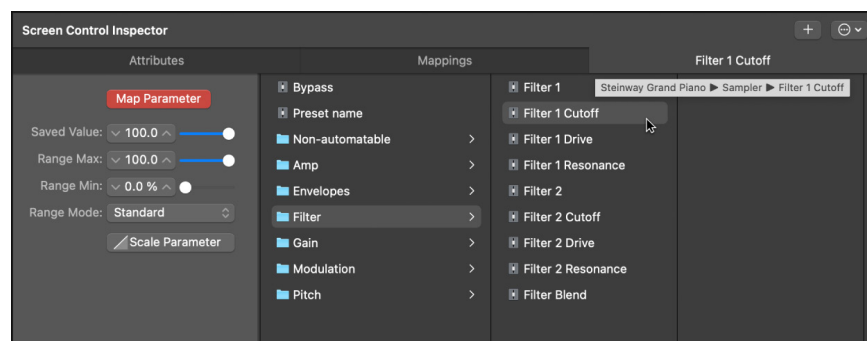 Screen Control Inspector
Attributes
Mappings
Filter 1 Cutoff
Map Parameter
Saved Value: 100.0
Range Max: 100.0
Range Min: 0.0 %
Range Mode: Standard
Scale Parameter
Bypass
Preset name
Non-automatable
Amp
Envelopes
Filter
Gain
Modulation
Pitch
Filter 1
Filter 1 Cutoff
Filter 1 Drive
Filter 1 Resonance
Filter 2
Filter 2 Cutoff
Filter 2 Drive
Filter 2 Resonance
Filter Blend
Steinway Grand Piano ▶ Sampler ▶ Filter 1 Cutoff